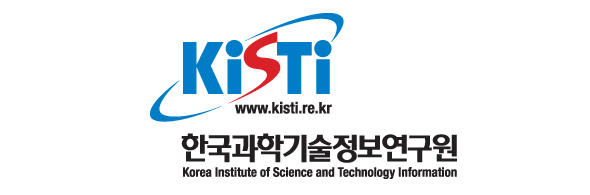 KiSTi
www.kisti.re.kr
한국과학기술정보연구원
Korea Institute of Science and Technology Information